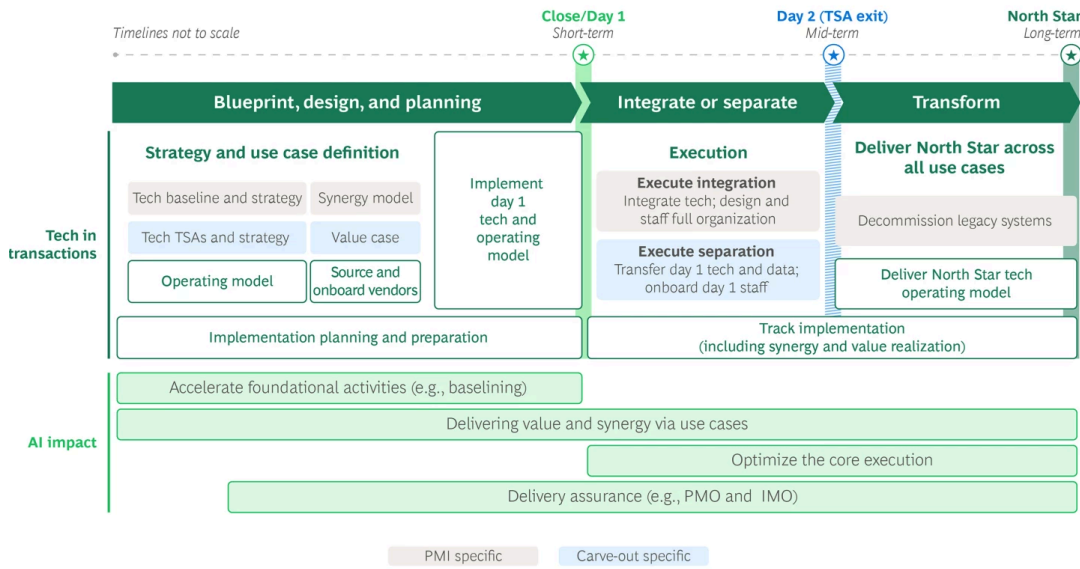 Close/Day 1
Short-term
Day 2 (TSA exit)
Mid-term
North Star
Long-term
Timelines not to scale
Blueprint, design, and planning
Integrate or separate
Transform
Tech in
transactions
Strategy and use case definition
Tech baseline and strategy
Synergy model
Tech TSAs and strategy
Value case
Operating model
Source and
onboard vendors
Implement
day 1
tech and
operating
model
Execution
Execute integration
Integrate tech; design and
staff full organization
Execute separation
Transfer day 1 tech and data;
onboard day 1 staff
Deliver North Star across
all use cases
Decommission legacy systems
Deliver North Star tech
operating model
Implementation planning and preparation
Track implementation
(including synergy and value realization)
AI impact
Accelerate foundational activities (e.g., baselining)
Delivering value and synergy via use cases
Optimize the core execution
Delivery assurance (e.g., PMO and IMO)
PMI specific
Carve-out specific